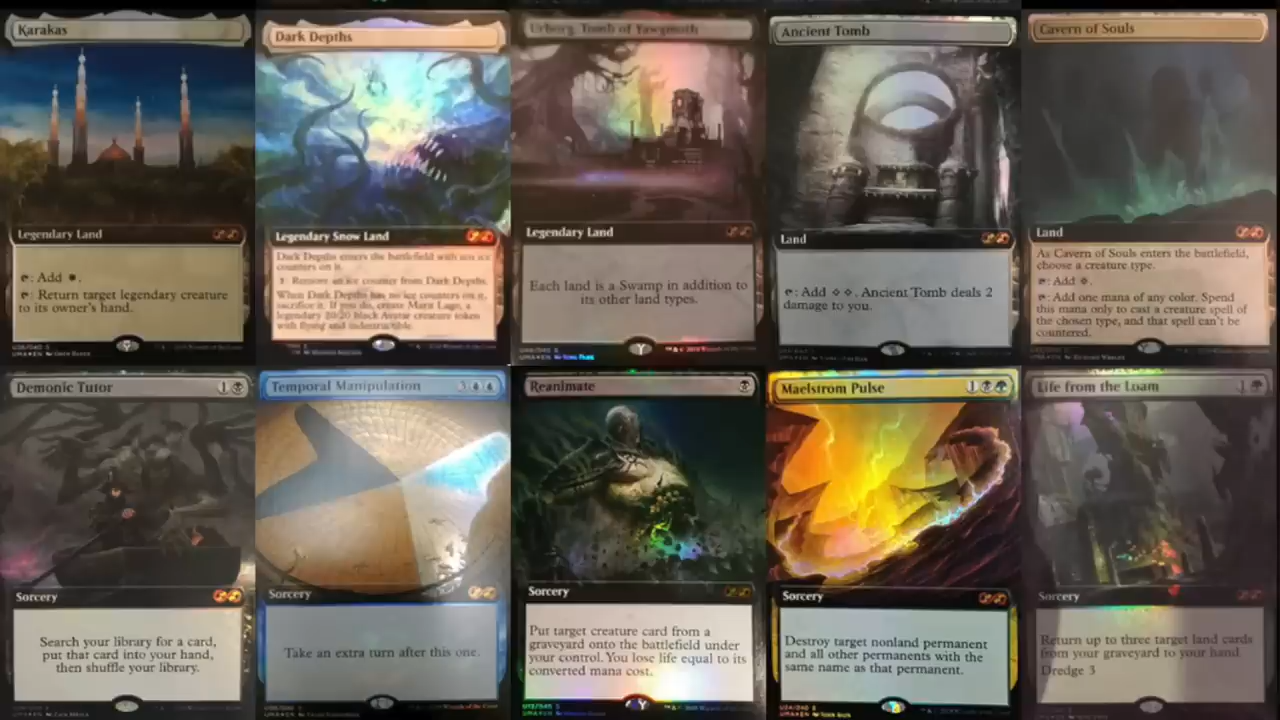 Karakas
Legendary Land
: Add .
: Return target legendary creature
to its owner's hand.
Dark Depths
Legendary Snow Land
Dark Depths enters the battlefield with ten ice
counters on it.
: Remove an ice counter from Dark Depths.
When Dark Depths has no ice counters on it,
sacrifice it. If you do, create Marit Lage, a
legendary 20/20 black Avatar creature token
with flying and indestructible.
Urborg, Tomb of Yawgmoth
Legendary Land
Each land is a Swamp in addition to
its other land types.
Ancient Tomb
Land
: Add . Ancient Tomb deals 2
damage to you.
Cavern of Souls
Land
As Cavern of Souls enters the battlefield,
choose a creature type.
: Add .
: Add one mana of any color. Spend
this mana only to cast a creature spell of
the chosen type, and that spell can't be
countered.
Demonic Tutor 1
Sorcery
Search your library for a card,
put that card into your hand,
then shuffle your library.
Temporal Manipulation 3
Sorcery
Take an extra turn after this one.
Reanimate
Sorcery
Put target creature card from a
graveyard onto the battlefield under
your control. You lose life equal to its
converted mana cost.
Maelstrom Pulse 1
Sorcery
Destroy target nonland permanent
and all other permanents with the
same name as that permanent.
Life from the Loam 1
Sorcery
Return up to three target land cards
from your graveyard to your hand.
Dredge 3